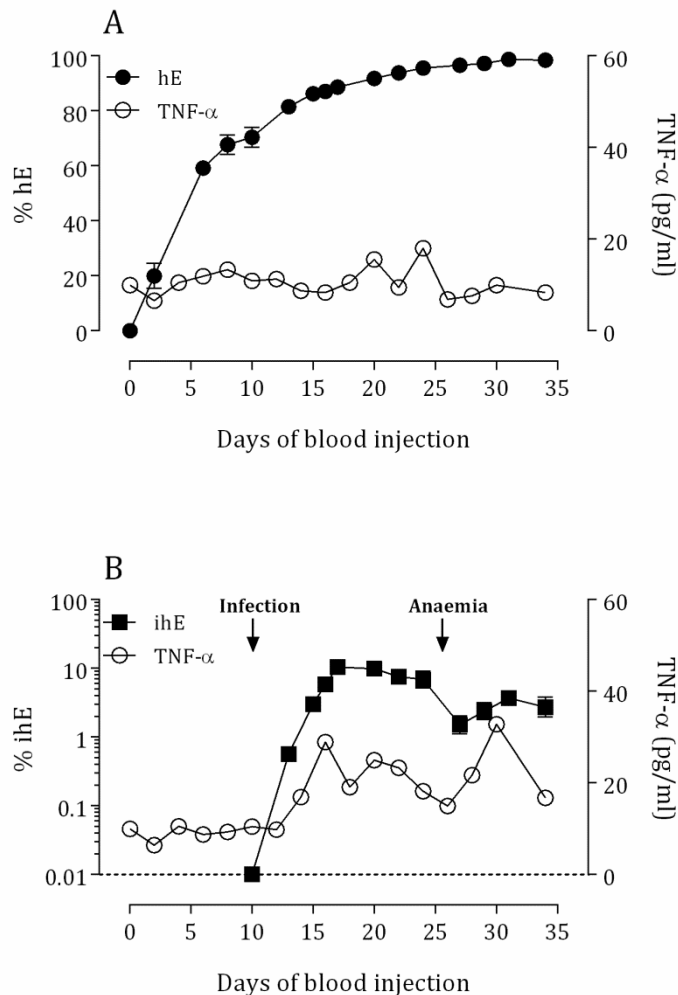 A
100
80
60
40
20
0
% hE
hE
TNF-α
60
40
20
0
TNF-α (pg/ml)
0 5 10 15 20 25 30 35
Days of blood injection
B
100
10
1
0.1
0.01
% ihE
ihE
TNF-α
Infection
Anaemia
60
40
20
0
TNF-α (pg/ml)
0 5 10 15 20 25 30 35
Days of blood injection